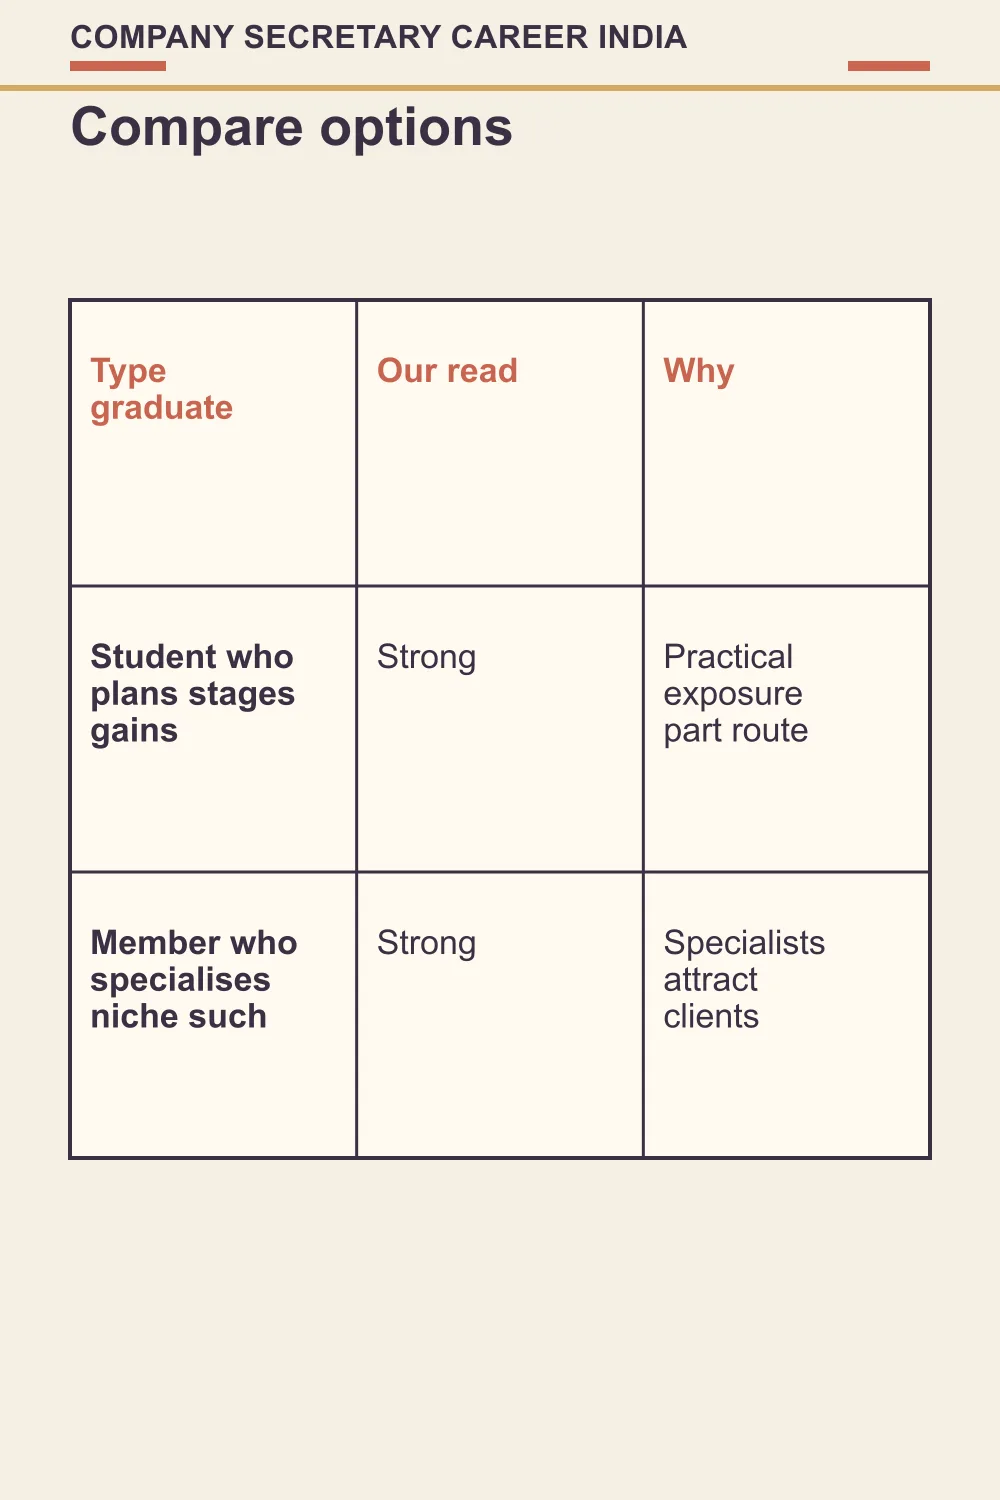 COMPANY SECRETARY CAREER INDIA
Compare options
Type
graduate
Our read
Why
Student who
plans stages
gains
Strong
Practical
exposure
part route
Member who
specialises
niche such
Strong
Specialists
attract
clients